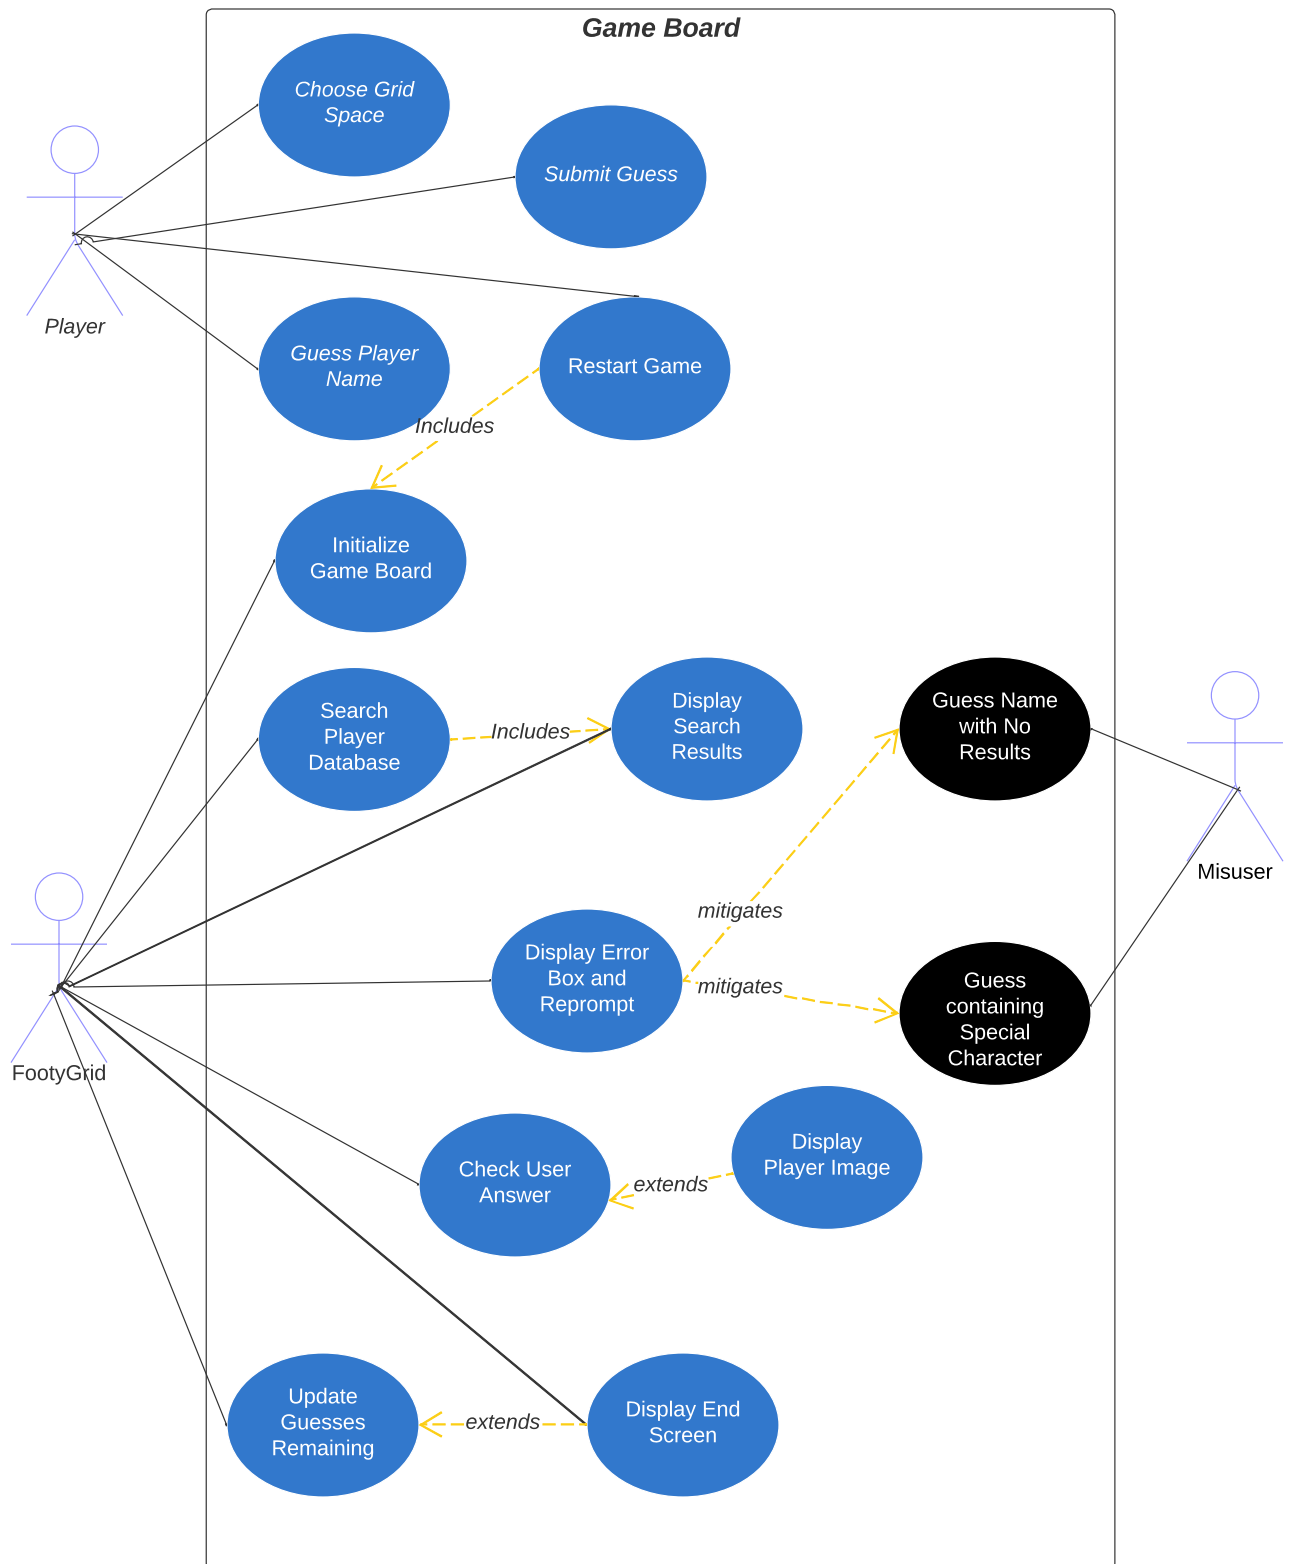 Game Board
Choose Grid
Space
Submit Guess
Player
Guess Player
Name
Restart Game
Includes
Initialize
Game Board
Search
Player
Database
Includes
Display
Search
Results
Guess Name
with No
Results
Misuser
mitigates
Display Error
Box and
Reprompt
mitigates
Guess
containing
Special
Character
FootyGrid
Check User
Answer
extends
Display
Player Image
Update
Guesses
Remaining
extends
Display End
Screen